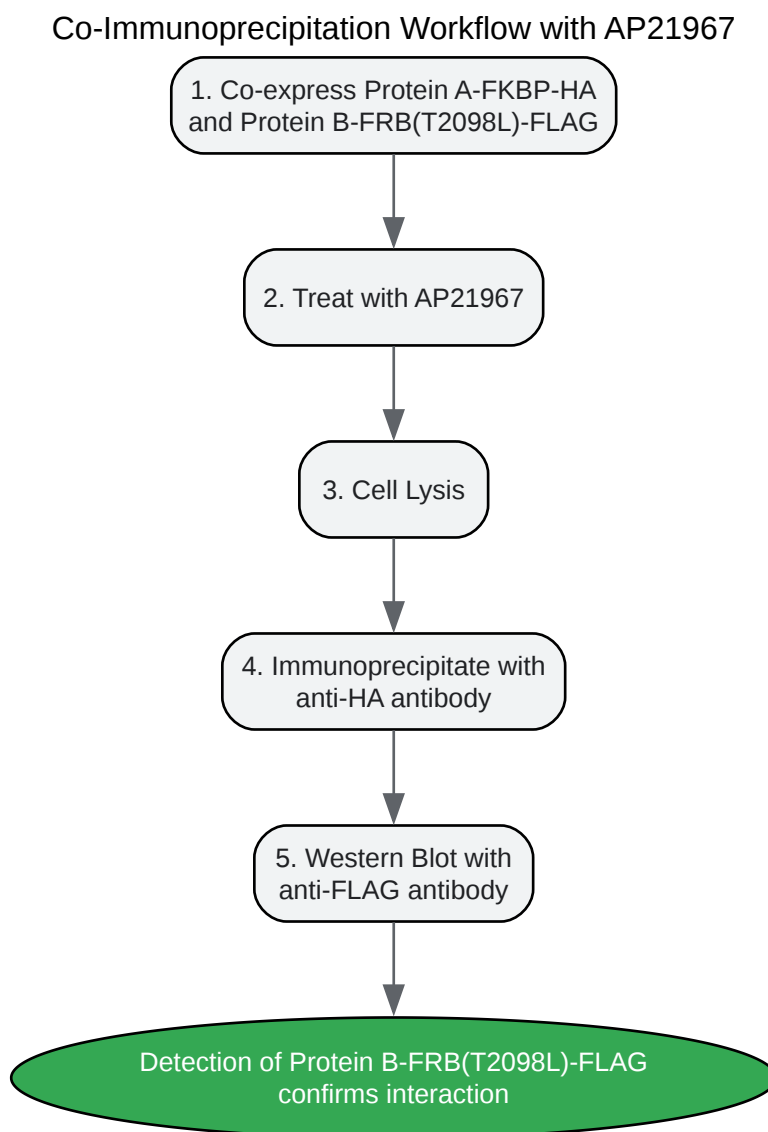 Co-Immunoprecipitation Workflow with AP21967
1. Co-express Protein A-FKBP-HA
and Protein B-FRB(T2098L)-FLAG
2. Treat with AP21967
3. Cell Lysis
4. Immunoprecipitate with
anti-HA antibody
5. Western Blot with
anti-FLAG antibody
Detection of Protein B-FRB(T2098L)-FLAG
confirms interaction